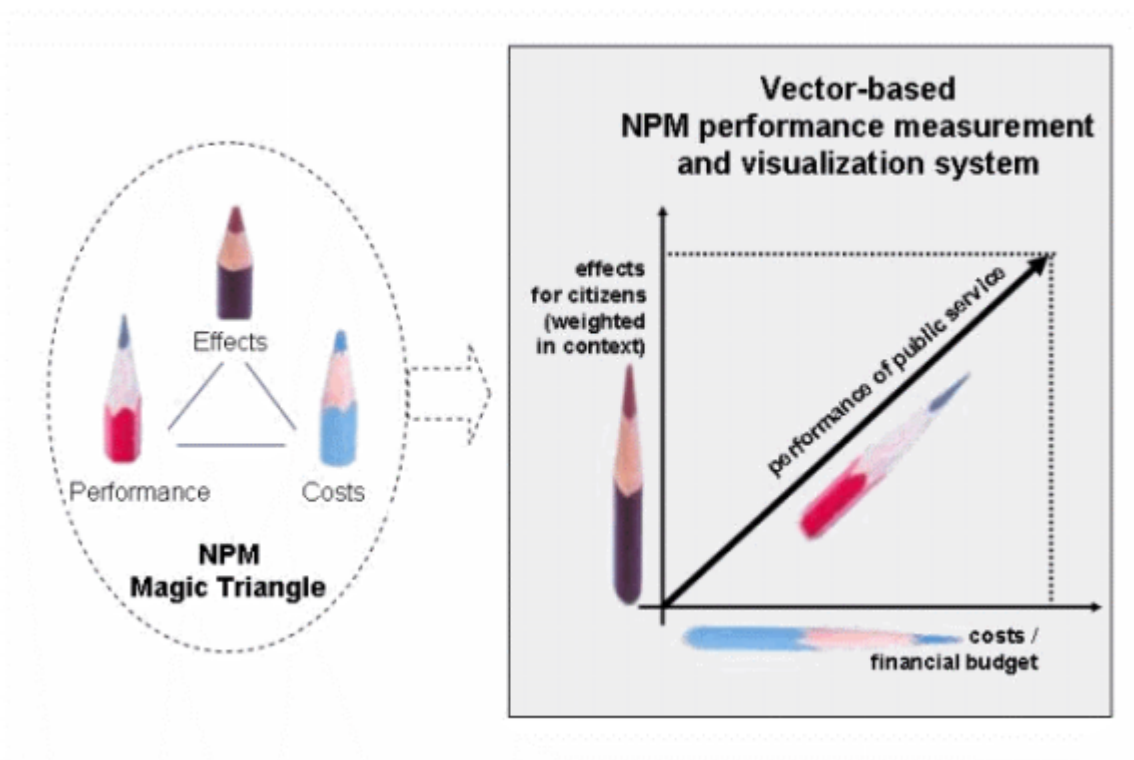 Effects
Performance
Costs
NPM
Magic Triangle
Vector-based
NPM performance measurement
and visualization system
effects
for citizens
(weighted
in context)
performance of public service
costs /
financial budget